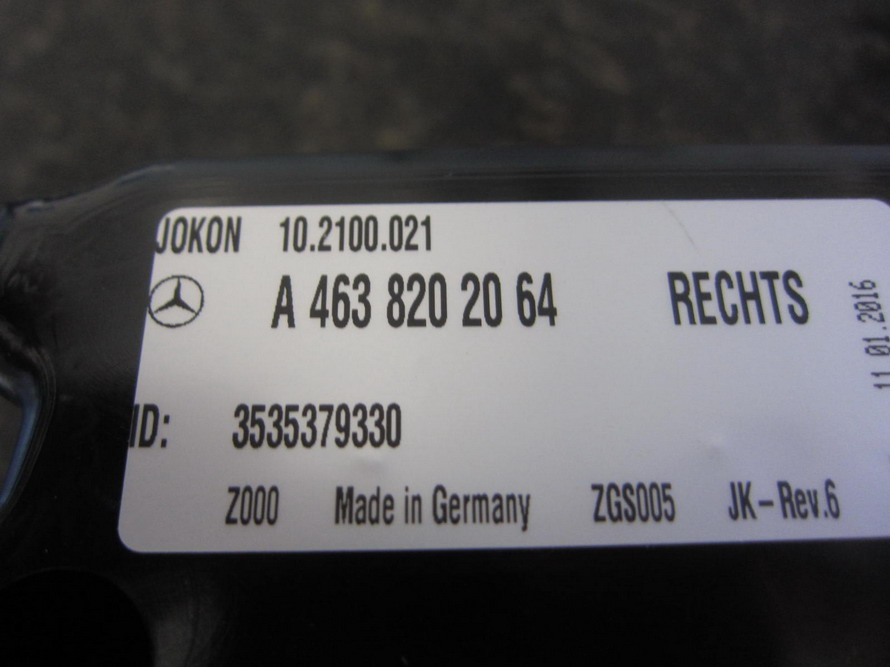 JOKON 10.2100.021
A 463 820 20 64 RECHTS
ID: 3535379330
Z000 Made in Germany ZGS005 JK-Rev.6
11 01.2016